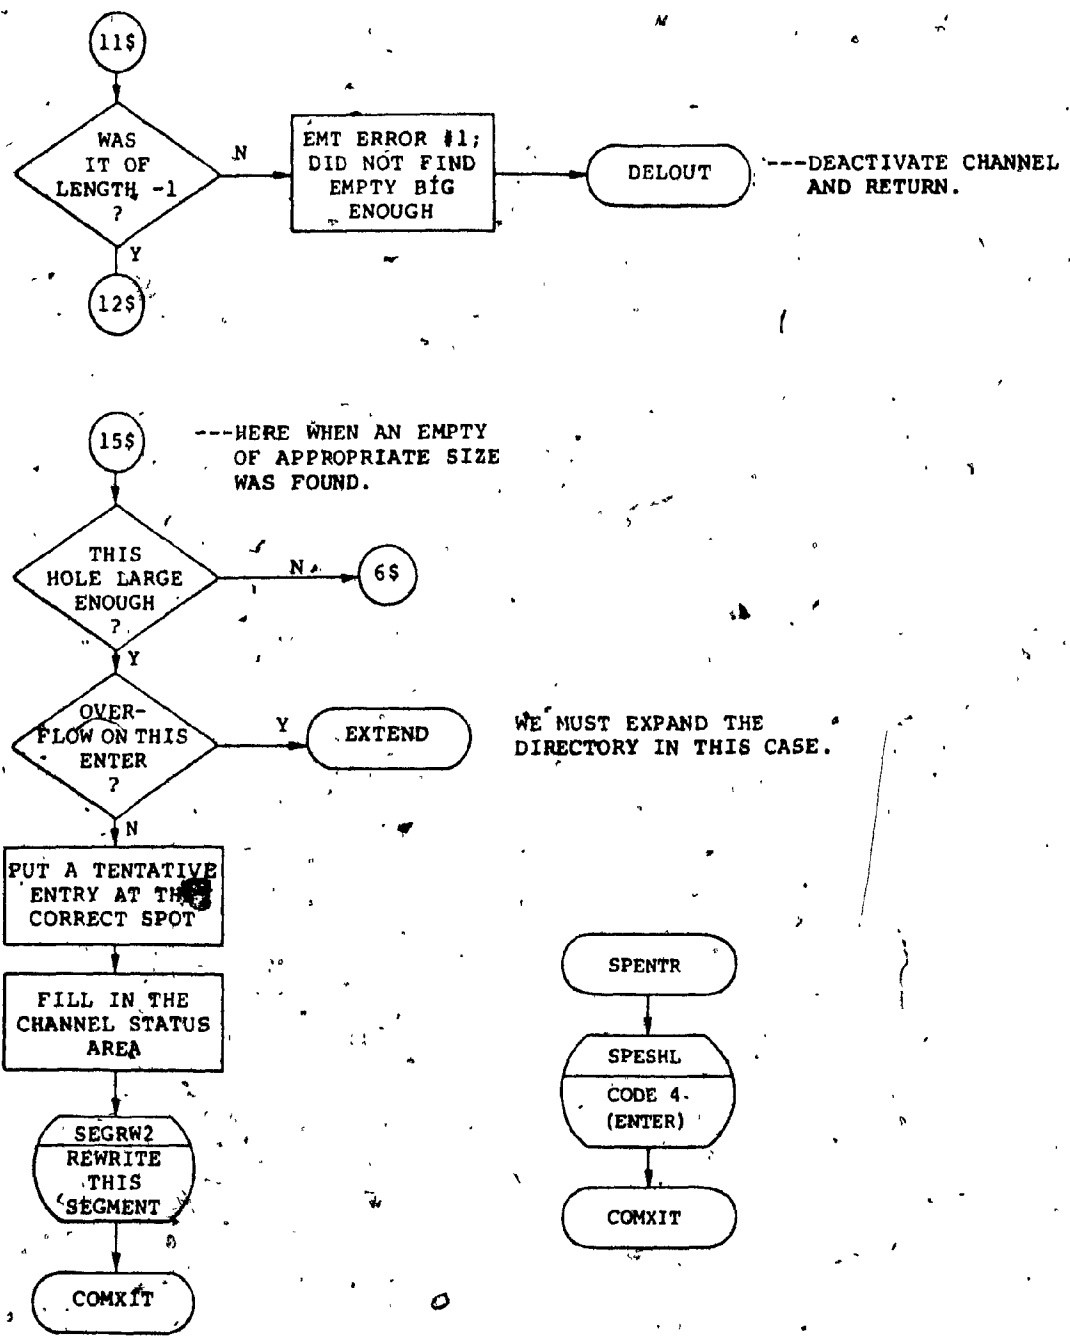 11$
WAS
IT OF
LENGTH -1
?
N
Y
EMT ERROR #1;
DID NOT FIND
EMPTY BIG
ENOUGH
DELOUT
---DEACTIVATE CHANNEL
AND RETURN.
12$
15$
---HERE WHEN AN EMPTY
OF APPROPRIATE SIZE
WAS FOUND.
THIS
HOLE LARGE
ENOUGH
?
N
6$
Y
OVER-
FLOW ON THIS
ENTER
?
Y
EXTEND
WE MUST EXPAND THE
DIRECTORY IN THIS CASE.
N
PUT A TENTATIVE
ENTRY AT THE
CORRECT SPOT
FILL IN THE
CHANNEL STATUS
AREA
SEGRW2
REWRITE
THIS
SEGMENT
COMXIT
SPENTR
SPESHL
CODE 4
(ENTER)
COMXIT